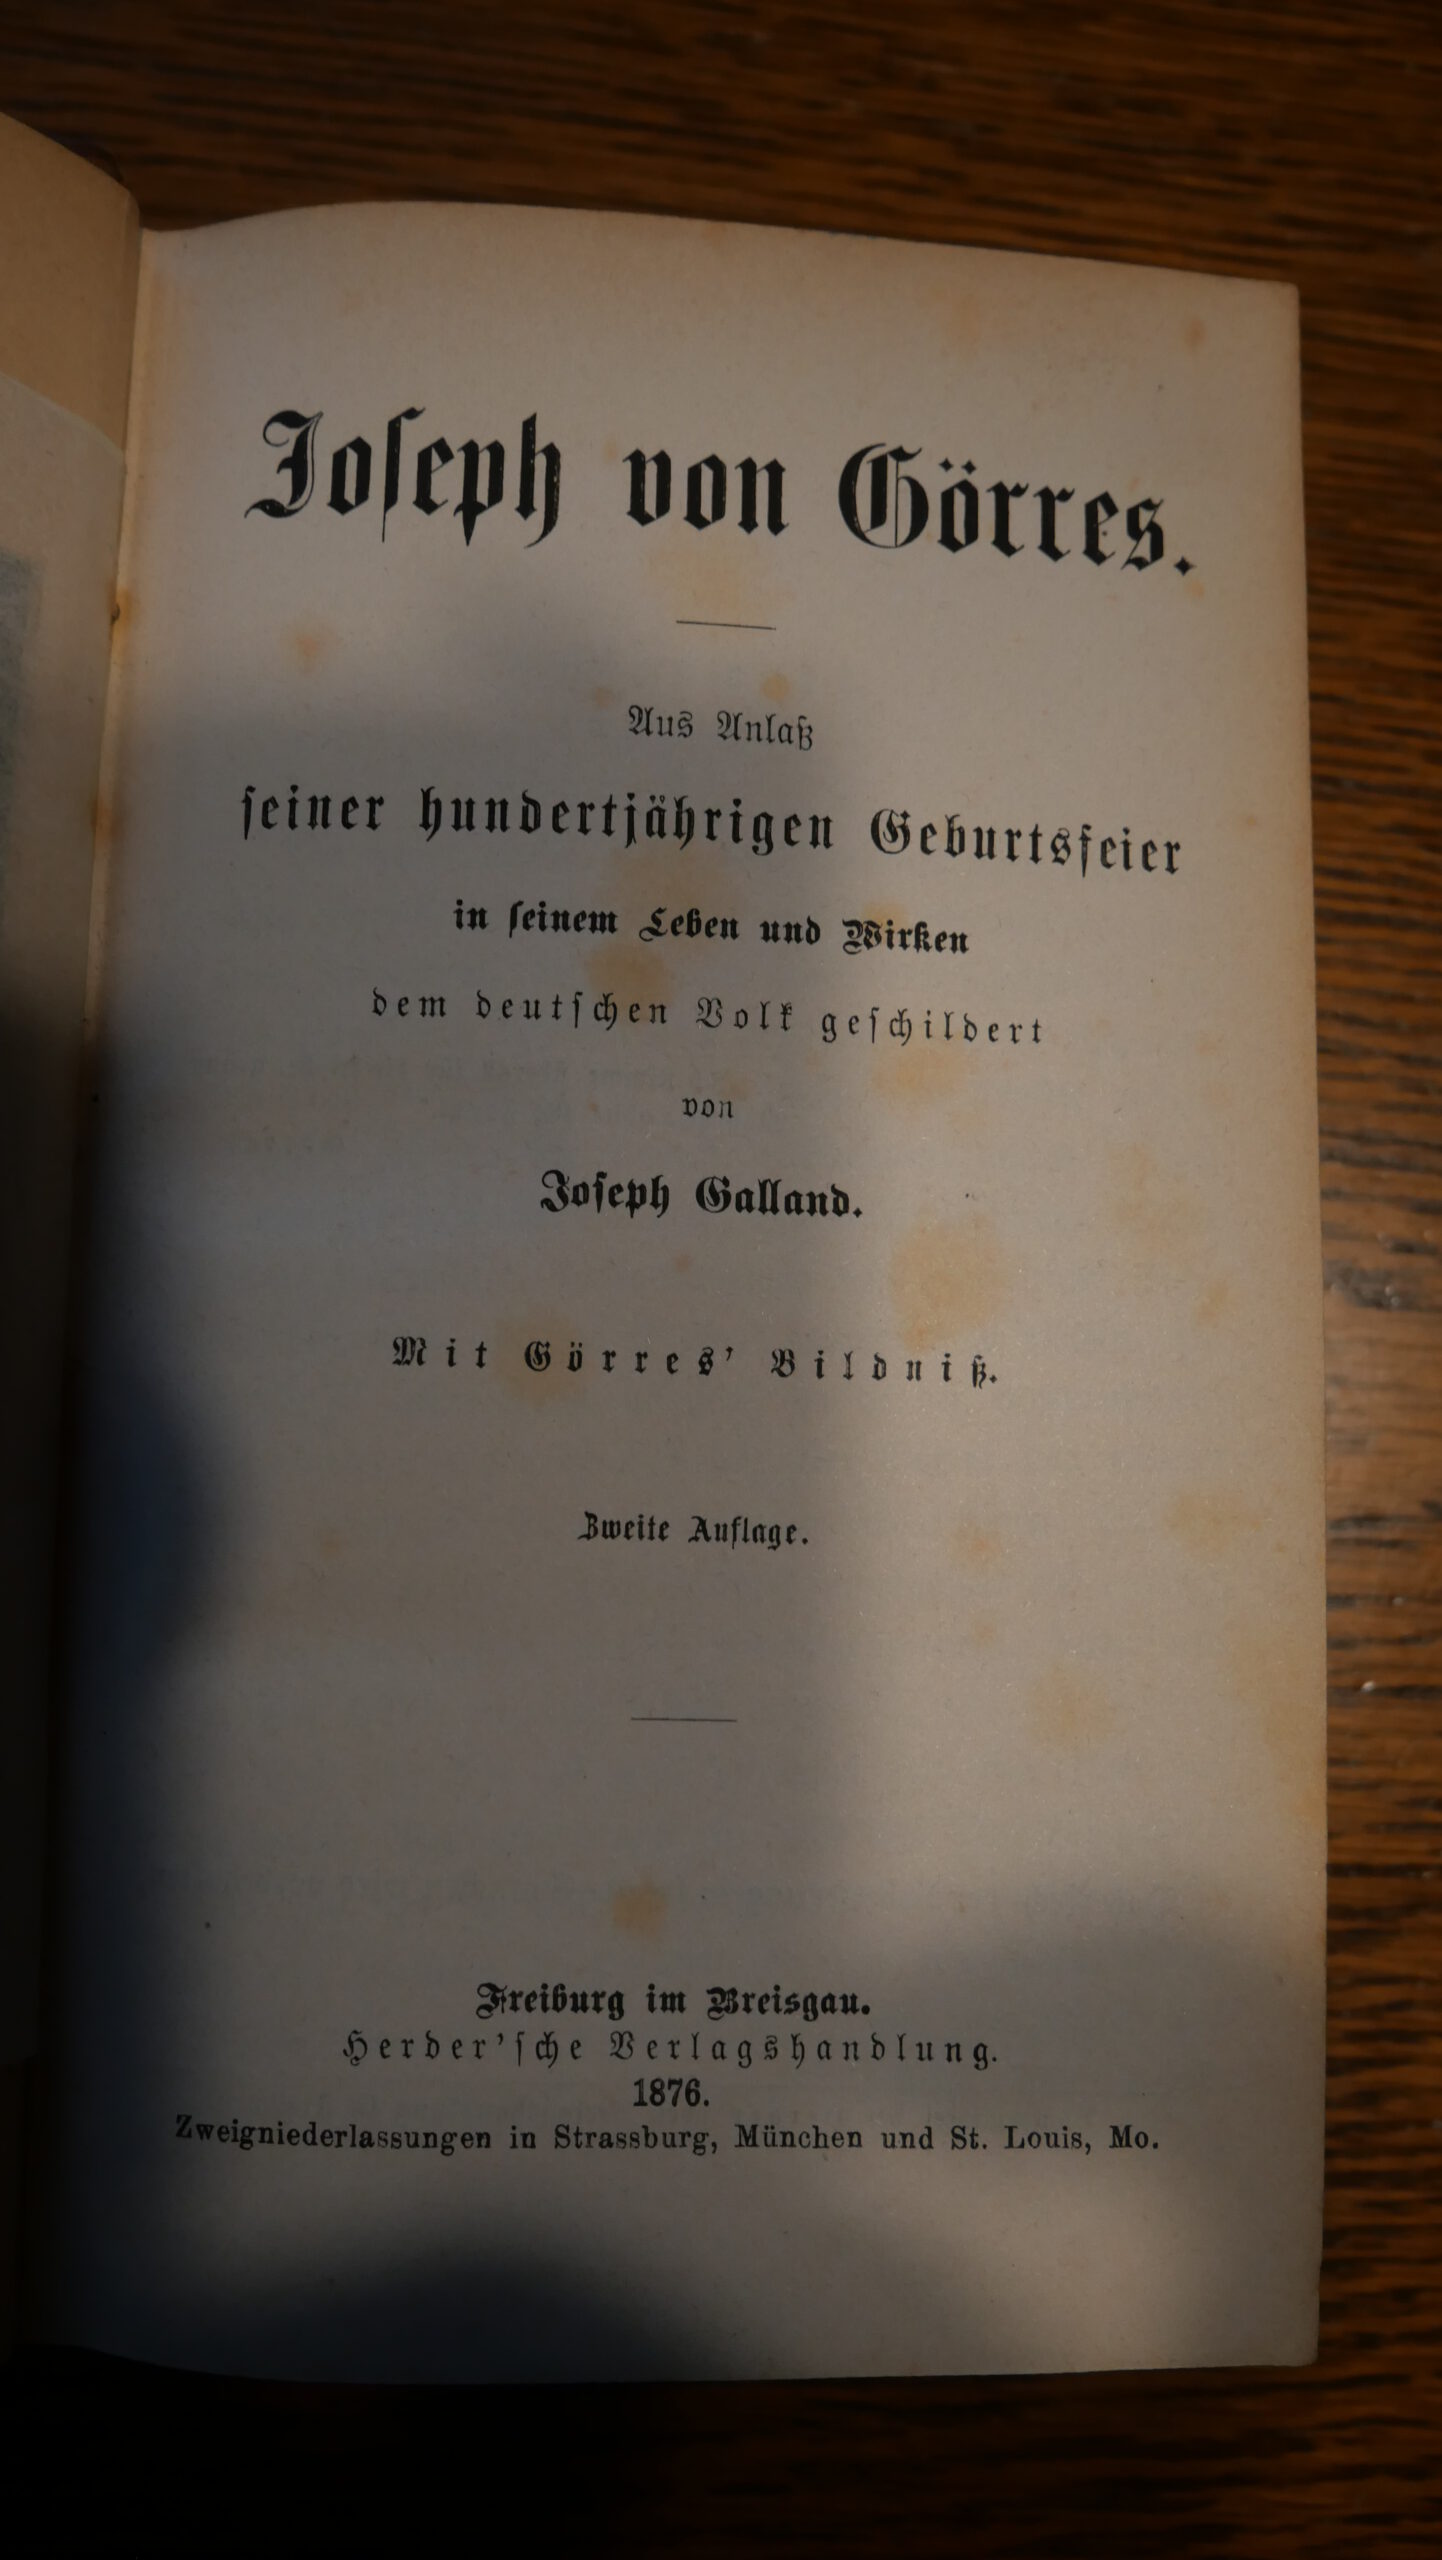 Joſeph von Görres.
Aus Anlaß
ſeiner hundertjährigen Geburtsfeier
in ſeinem Leben und Wirken
dem deutſchen Volk geſchildert
von
Joſeph Galland.
Mit Görres' Bildniß.
Zweite Auflage.
Freiburg im Breisgau.
Herder'ſche Verlagshandlung.
1876.
Zweigniederlassungen in Strassburg, München und St. Louis, Mo.